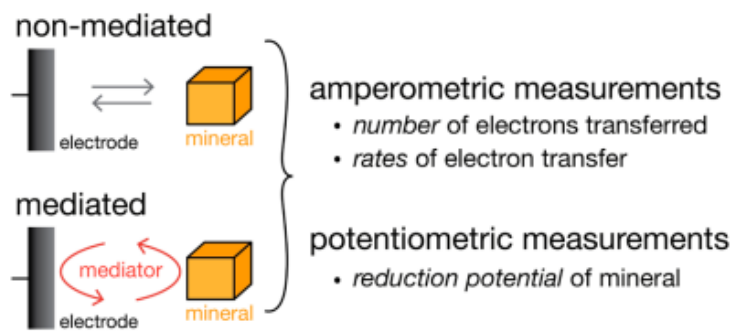 non-mediated
electrode
mineral
mediated
mediator
electrode
mineral
amperometric measurements
• number of electrons transferred
• rates of electron transfer
potentiometric measurements
• reduction potential of mineral